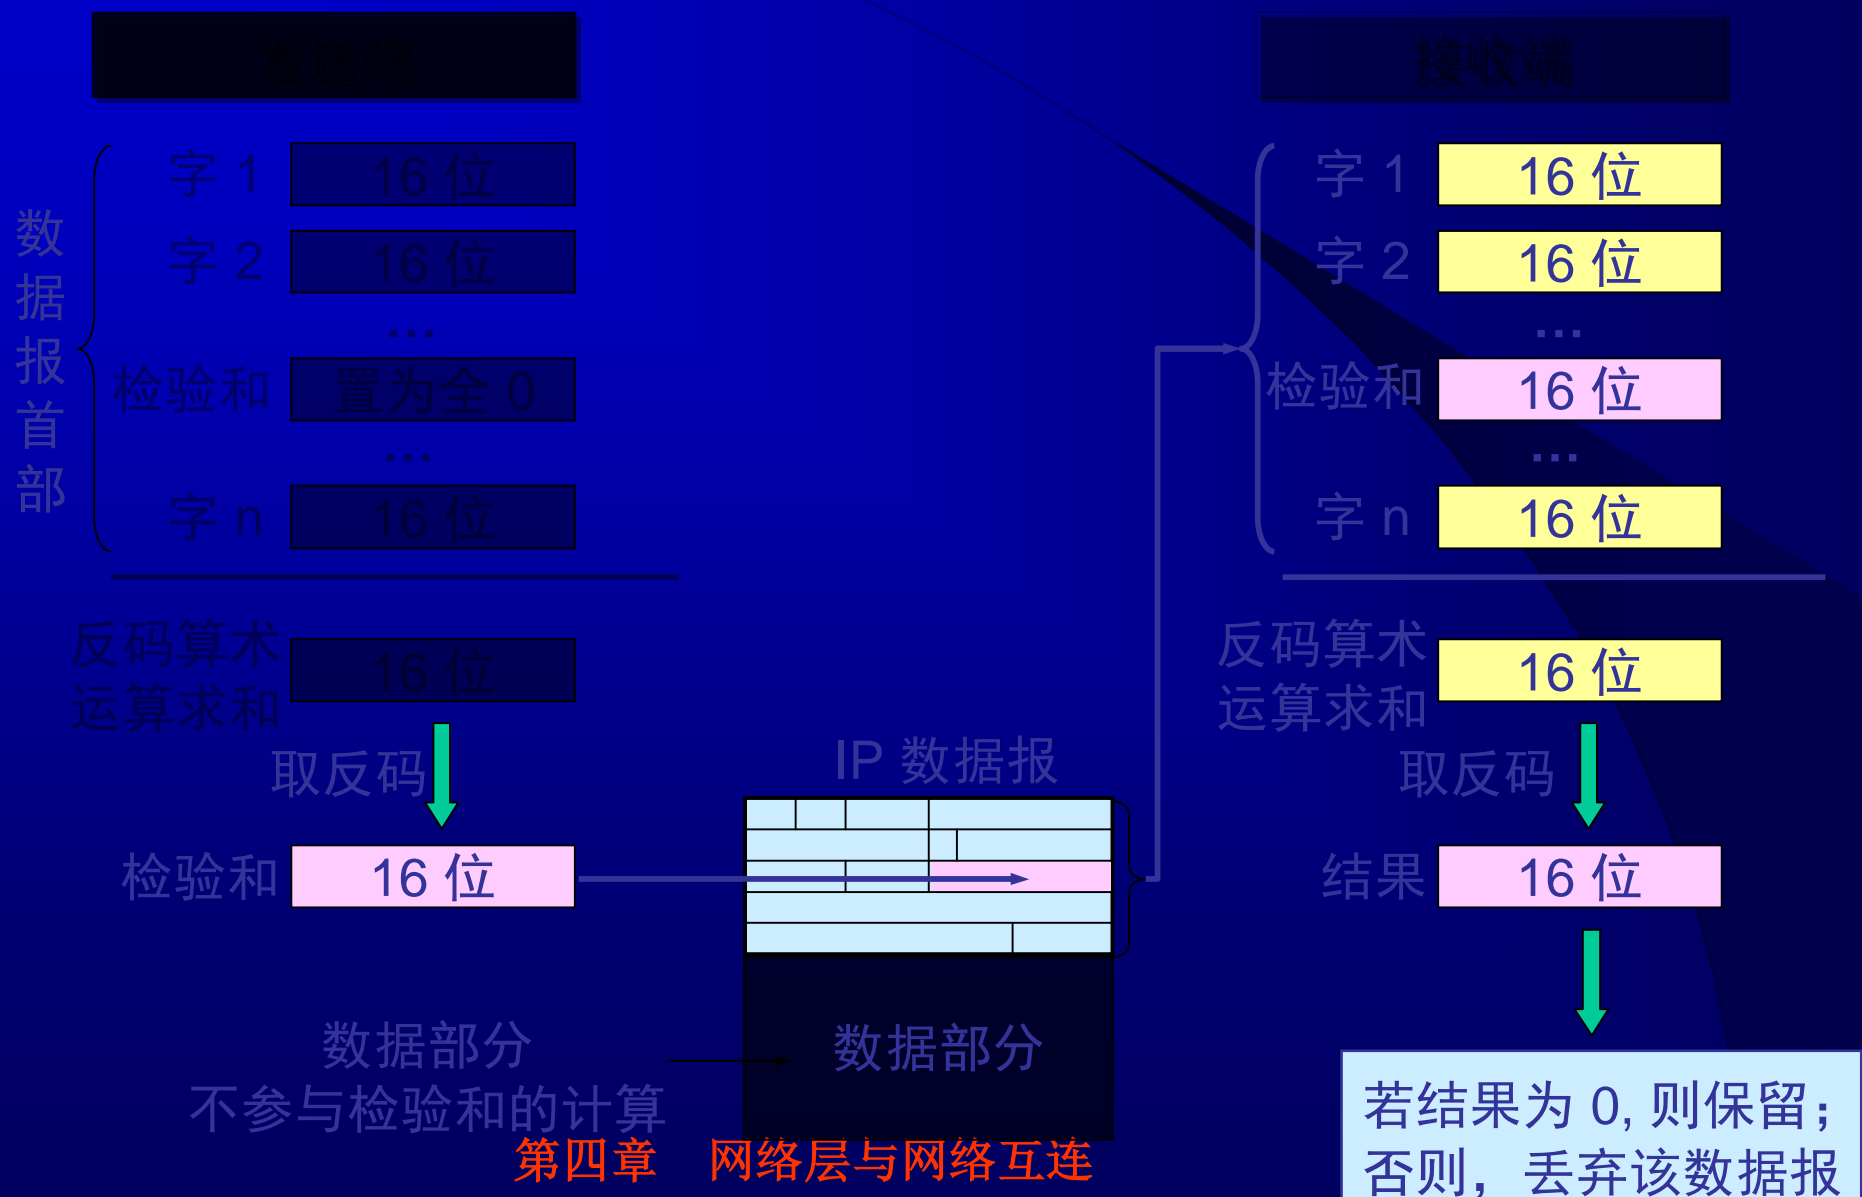 发送端
数据报首部
字 1
16 位
字 2
16 位
…
检验和
置为全 0
…
字 n
16 位
反码算术
运算求和
16 位
取反码
检验和
16 位
数据部分
不参与检验和的计算
IP 数据报
数据部分
接收端
字 1
16 位
字 2
16 位
…
检验和
16 位
…
字 n
16 位
反码算术
运算求和
16 位
取反码
结果
16 位
若结果为 0, 则保留；
否则，丢弃该数据报
第四章　网络层与网络互连